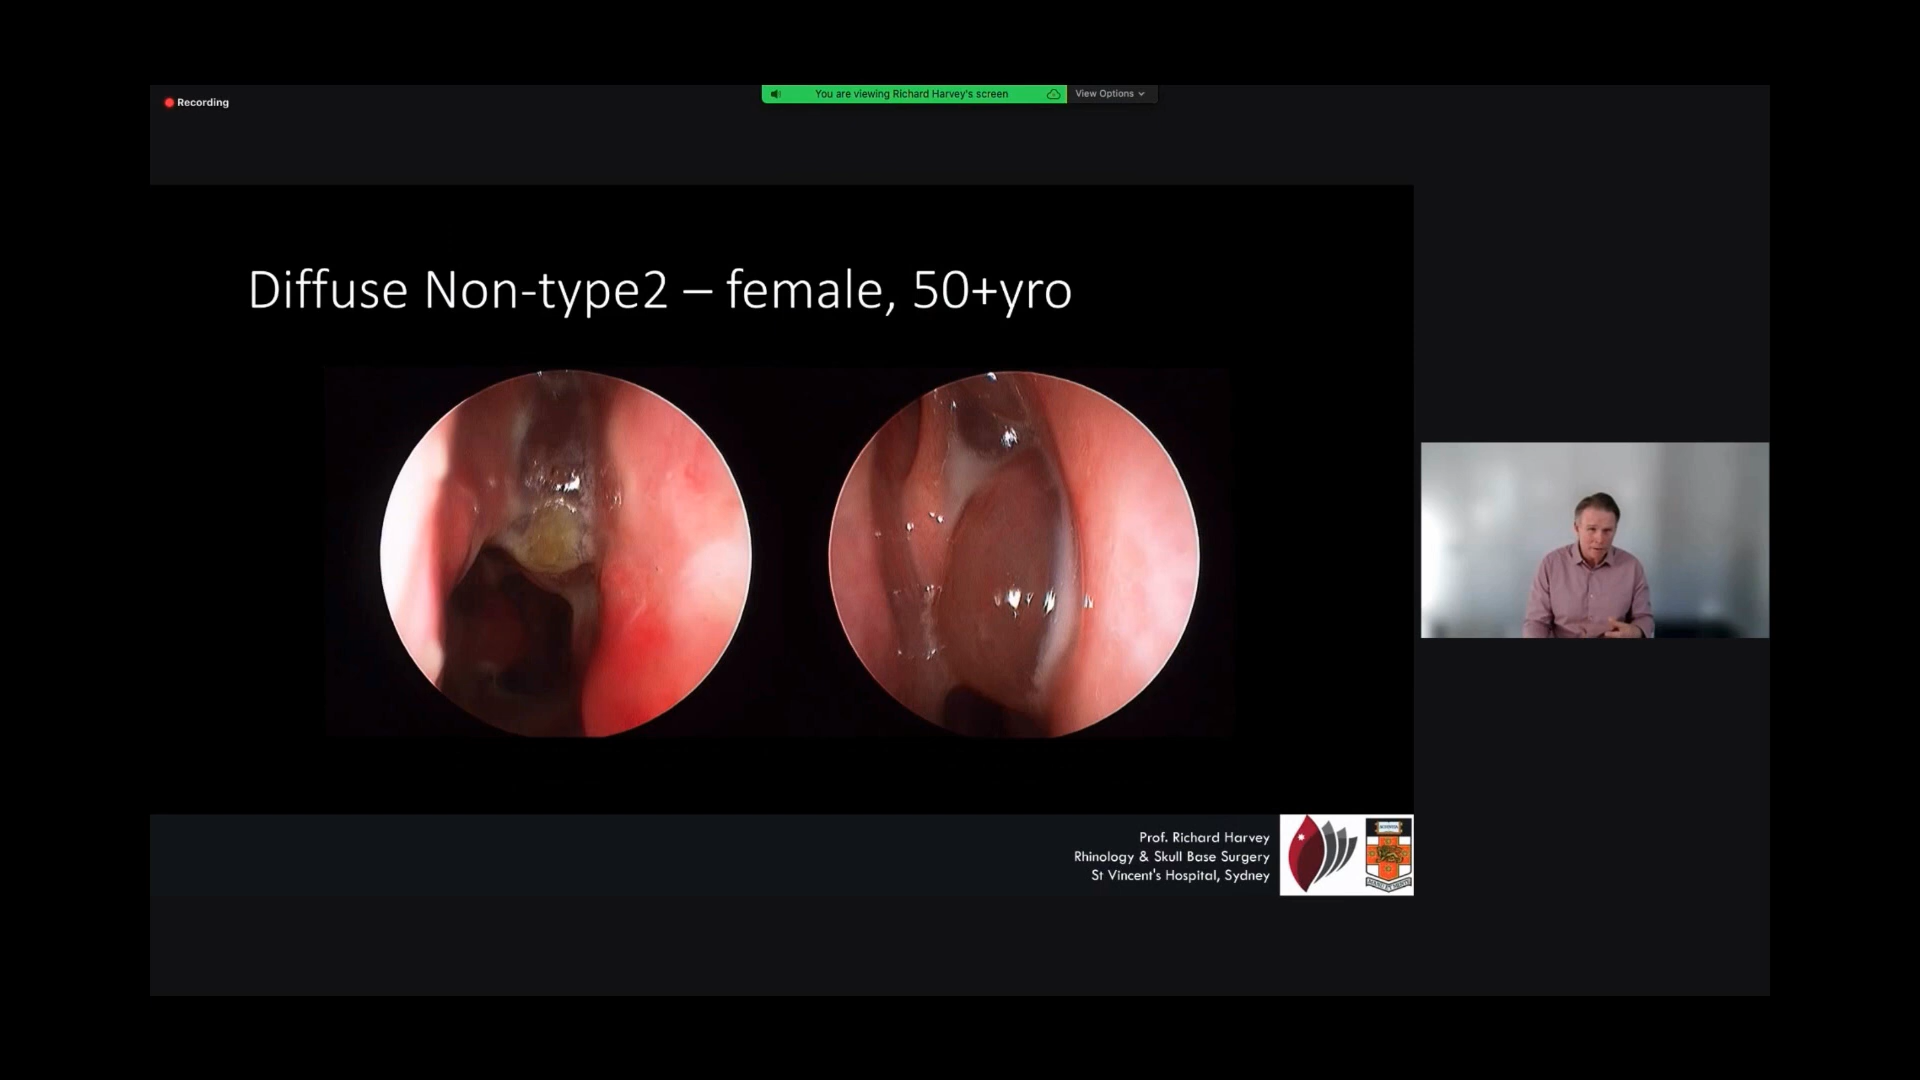 Recording
You are viewing Richard Harvey's screen
View Options
Diffuse Non-type2 – female, 50+yro
Prof. Richard Harvey
Rhinology & Skull Base Surgery
St Vincent's Hospital, Sydney